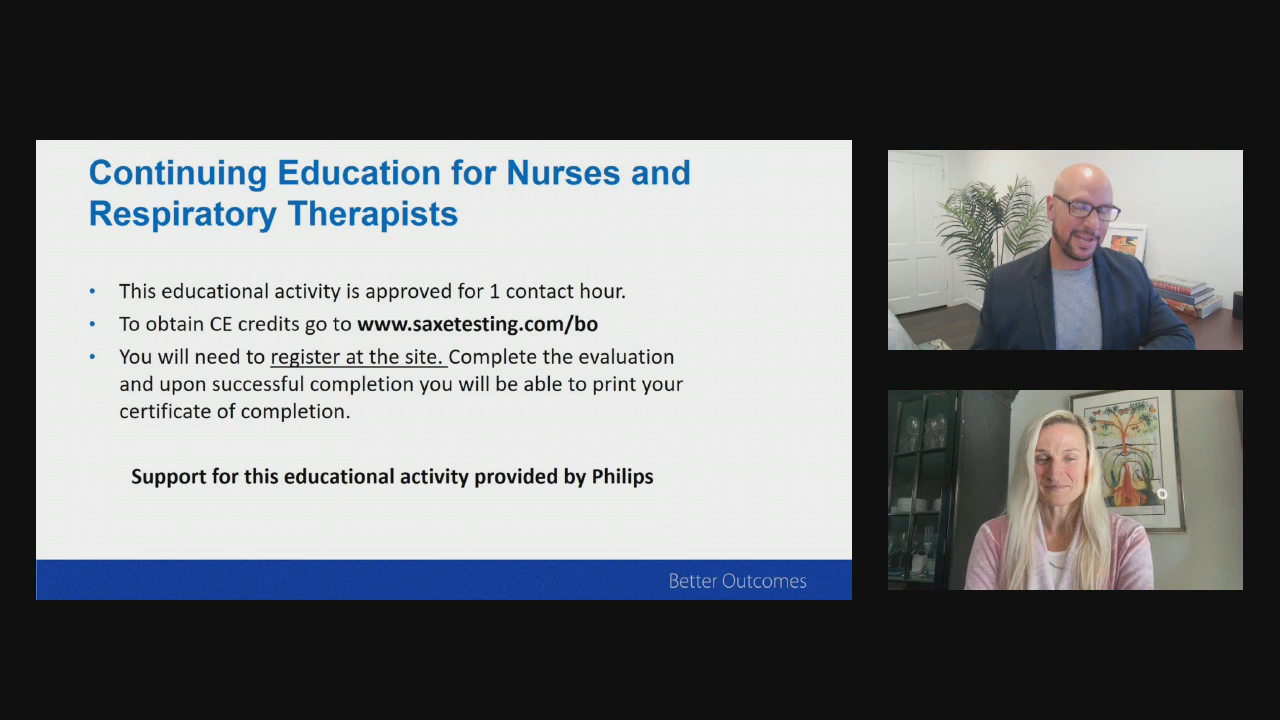 Continuing Education for Nurses and
Respiratory Therapists
• This educational activity is approved for 1 contact hour.
• To obtain CE credits go to www.saxetesting.com/bo
• You will need to register at the site. Complete the evaluation
and upon successful completion you will be able to print your
certificate of completion.
Support for this educational activity provided by Philips
Better Outcomes